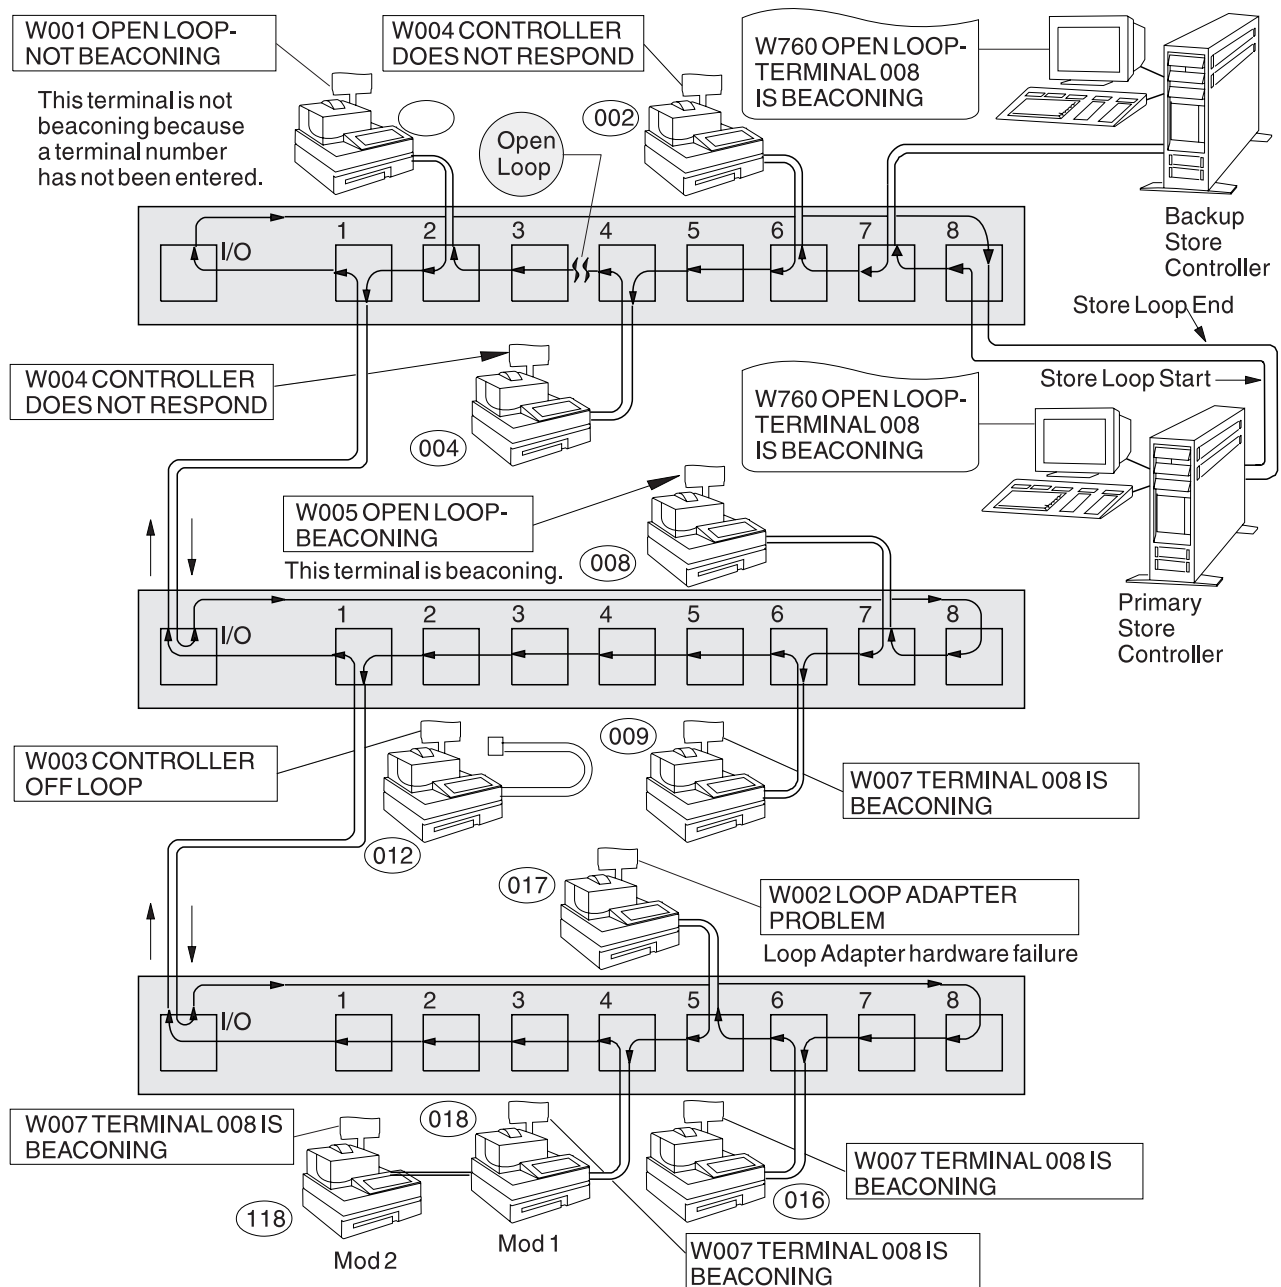 W001 OPEN LOOP-
NOT BEACONING
This terminal is not
beaconing because
a terminal number
has not been entered.
W004 CONTROLLER
DOES NOT RESPOND
002
Open
Loop
W760 OPEN LOOP-
TERMINAL 008
IS BEACONING
Backup
Store
Controller
I/O
1
2
3
4
5
6
7
8
Store Loop End
Store Loop Start
W004 CONTROLLER
DOES NOT RESPOND
004
W760 OPEN LOOP-
TERMINAL 008
IS BEACONING
W005 OPEN LOOP-
BEACONING
This terminal is beaconing.
008
Primary
Store
Controller
I/O
1
2
3
4
5
6
7
8
W003 CONTROLLER
OFF LOOP
012
009
W007 TERMINAL 008 IS
BEACONING
017
W002 LOOP ADAPTER
PROBLEM
Loop Adapter hardware failure
I/O
1
2
3
4
5
6
7
8
W007 TERMINAL 008 IS
BEACONING
118
Mod 2
018
Mod 1
W007 TERMINAL 008 IS
BEACONING
016
W007 TERMINAL 008 IS
BEACONING